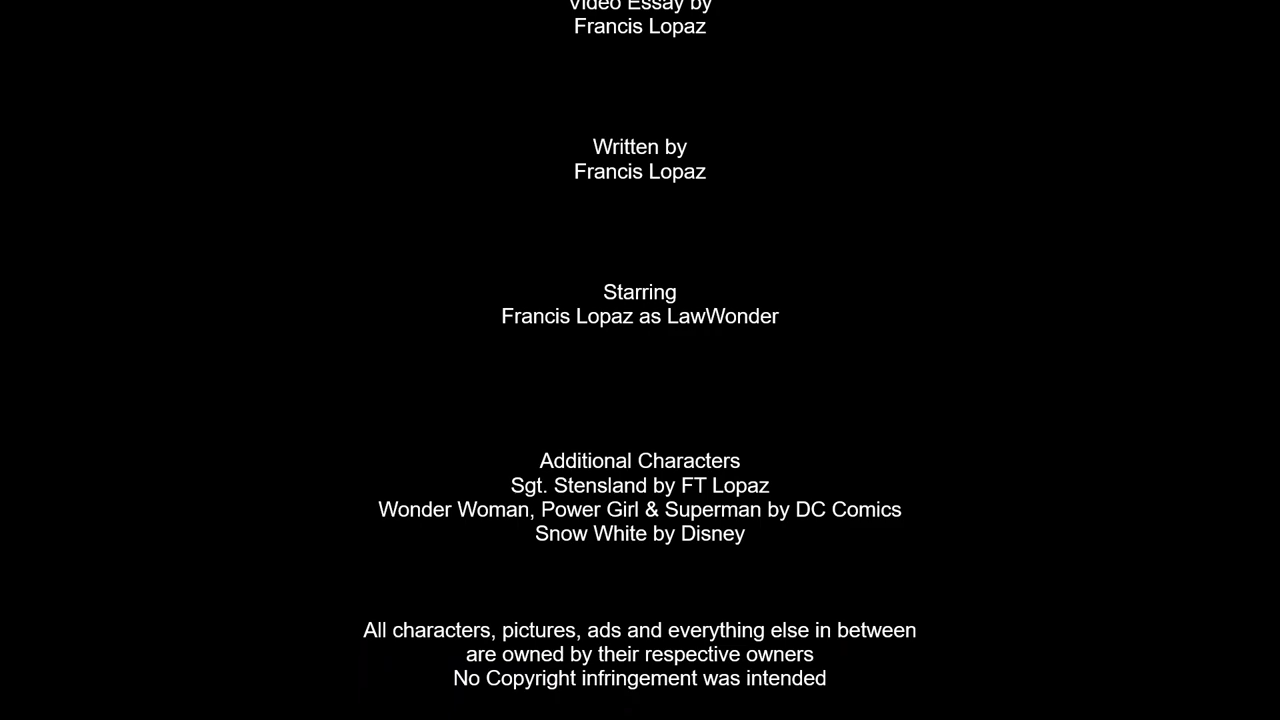 Video Essay by
Francis Lopaz
Written by
Francis Lopaz
Starring
Francis Lopaz as LawWonder
Additional Characters
Sgt. Stensland by FT Lopaz
Wonder Woman, Power Girl & Superman by DC Comics
Snow White by Disney
All characters, pictures, ads and everything else in between
are owned by their respective owners
No Copyright infringement was intended